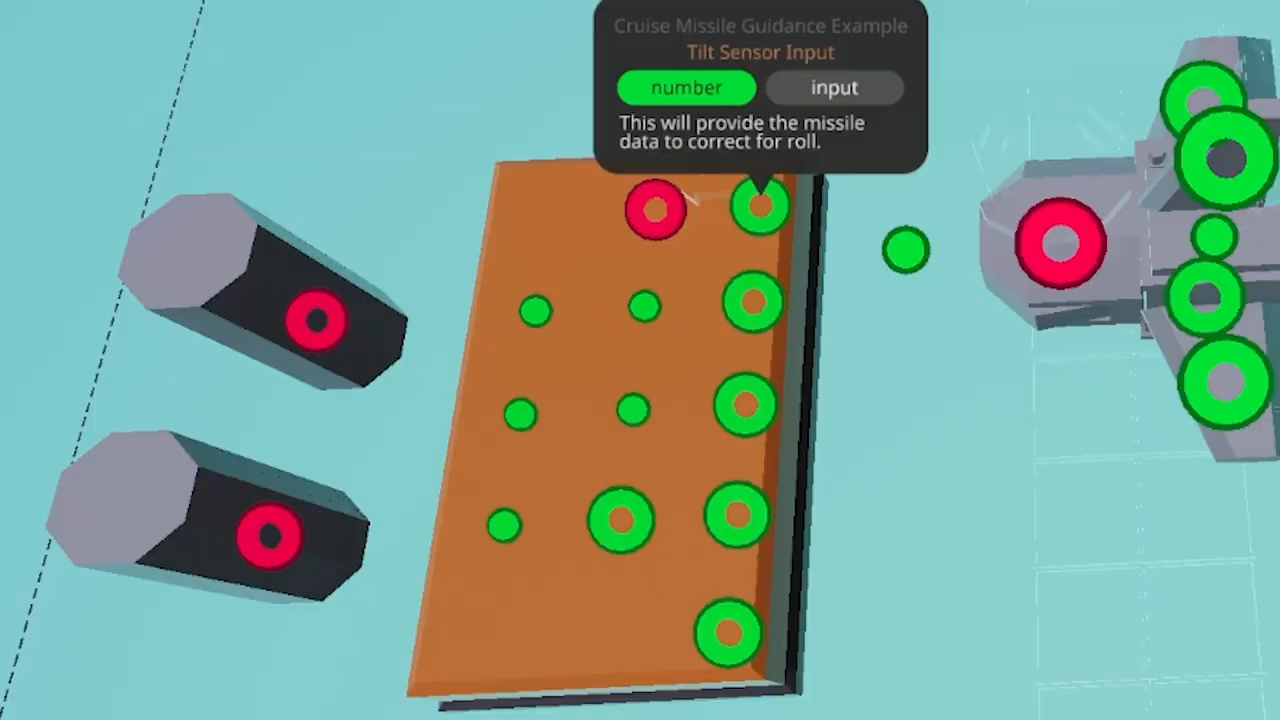 Cruise Missile Guidance Example
Tilt Sensor Input
number input
This will provide the missile
data to correct for roll.